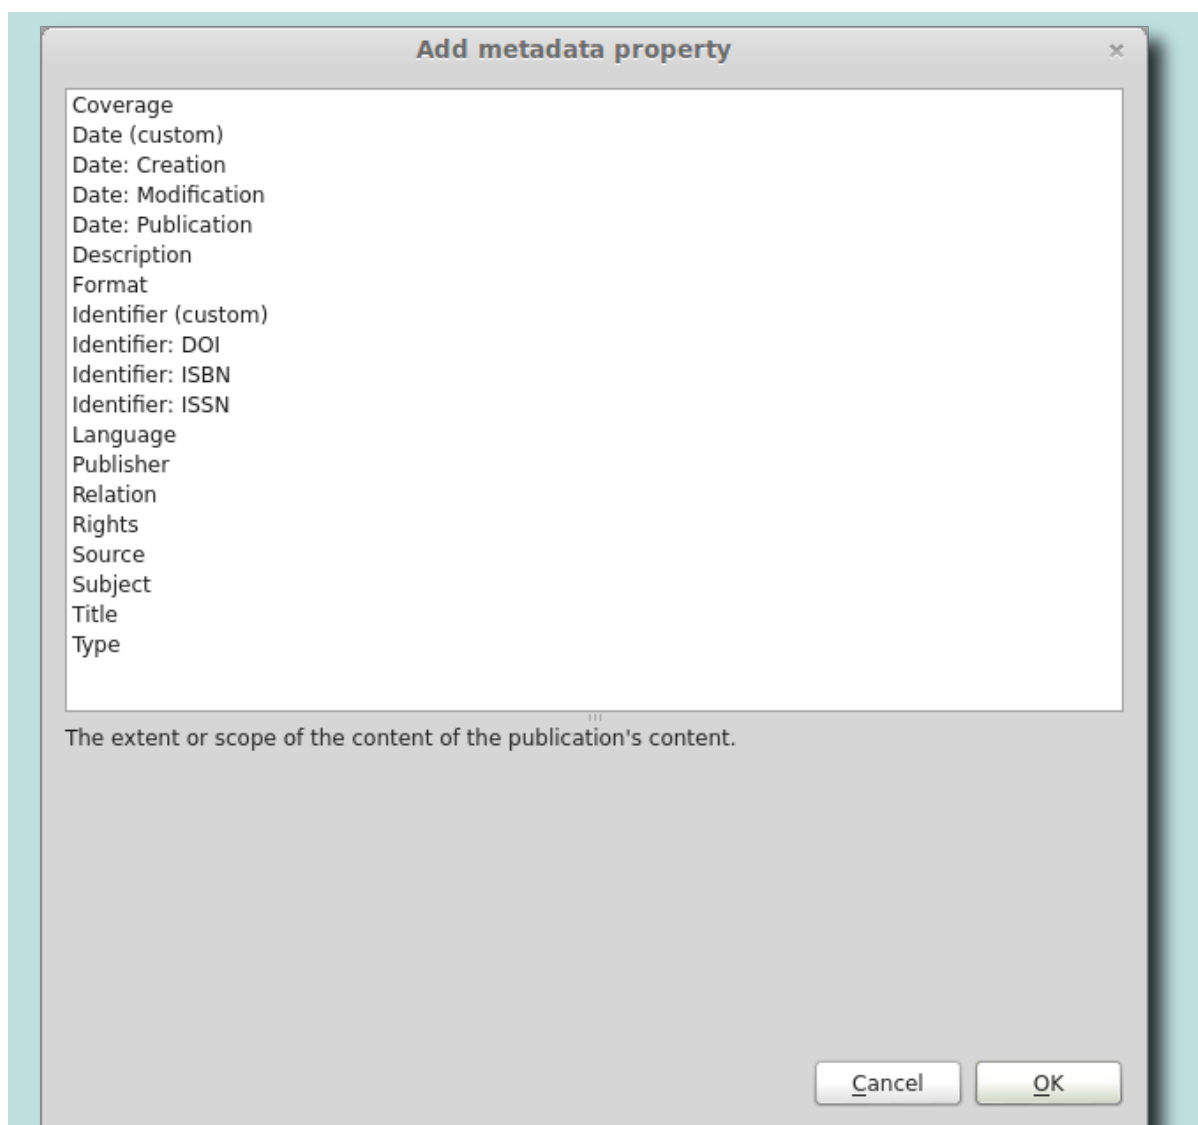 Add metadata property
Coverage
Date (custom)
Date: Creation
Date: Modification
Date: Publication
Description
Format
Identifier (custom)
Identifier: DOI
Identifier: ISBN
Identifier: ISSN
Language
Publisher
Relation
Rights
Source
Subject
Title
Type
The extent or scope of the content of the publication's content.
Cancel OK